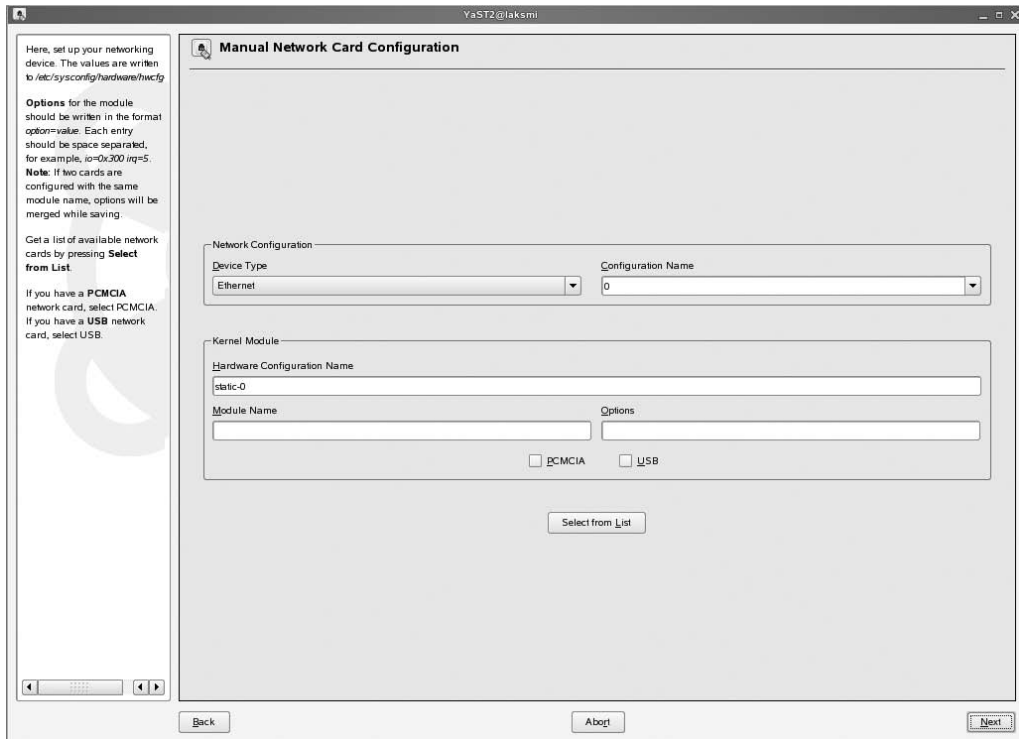 YaST2@laksmi
Here, set up your networking
device. The values are written
to /etc/sysconfig/hardware/hwcfg
Options for the module
should be written in the format
option=value. Each entry
should be space separated,
for example, io=0x300 irq=5.
Note: If two cards are
configured with the same
module name, options will be
merged while saving.
Get a list of available network
cards by pressing Select
from List.
If you have a PCMCIA
network card, select PCMCIA.
If you have a USB network
card, select USB.
Manual Network Card Configuration
Network Configuration
Device Type
Configuration Name
Ethernet
0
Kernel Module
Hardware Configuration Name
static-0
Module Name
Options
PCMCIA
USB
Select from List
Back
Abort
Next